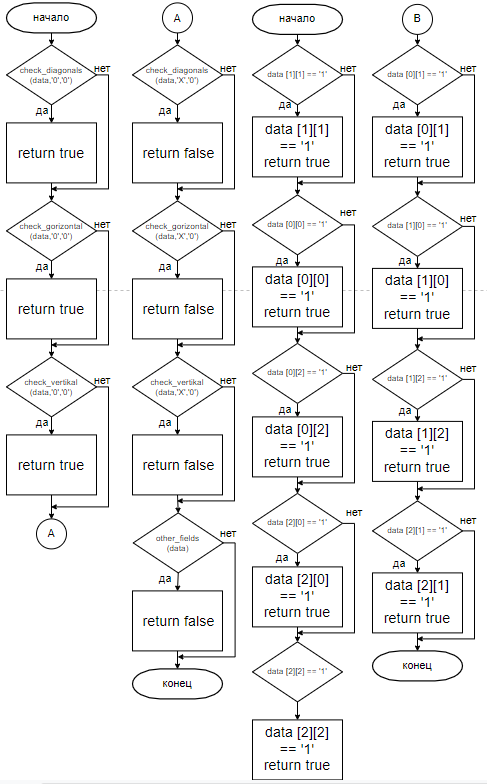 начало
check_diagonals
(data,'0','0')
нет
да
return true
check_gorizontal
(data,'0','0')
нет
да
return true
check_vertikal
(data,'0','0')
нет
да
return true
A
A
check_diagonals
(data,'X','0')
нет
да
return false
check_gorizontal
(data,'X','0')
нет
да
return false
check_vertikal
(data,'X','0')
нет
да
return false
other_fields
(data)
нет
да
return false
конец
начало
data [1][1] == '1'
нет
да
data [1][1]
== '1'
return true
data [0][0] == '1'
нет
да
data [0][0]
== '1'
return true
data [0][2] == '1'
нет
да
data [0][2]
== '1'
return true
data [2][0] == '1'
нет
да
data [2][0]
== '1'
return true
data [2][2] == '1'
data [2][2]
== '1'
return true
B
data [0][1] == '1'
нет
да
data [0][1]
== '1'
return true
data [1][0] == '1'
нет
да
data [1][0]
== '1'
return true
data [1][2] == '1'
нет
да
data [1][2]
== '1'
return true
data [2][1] == '1'
нет
да
data [2][1]
== '1'
return true
конец